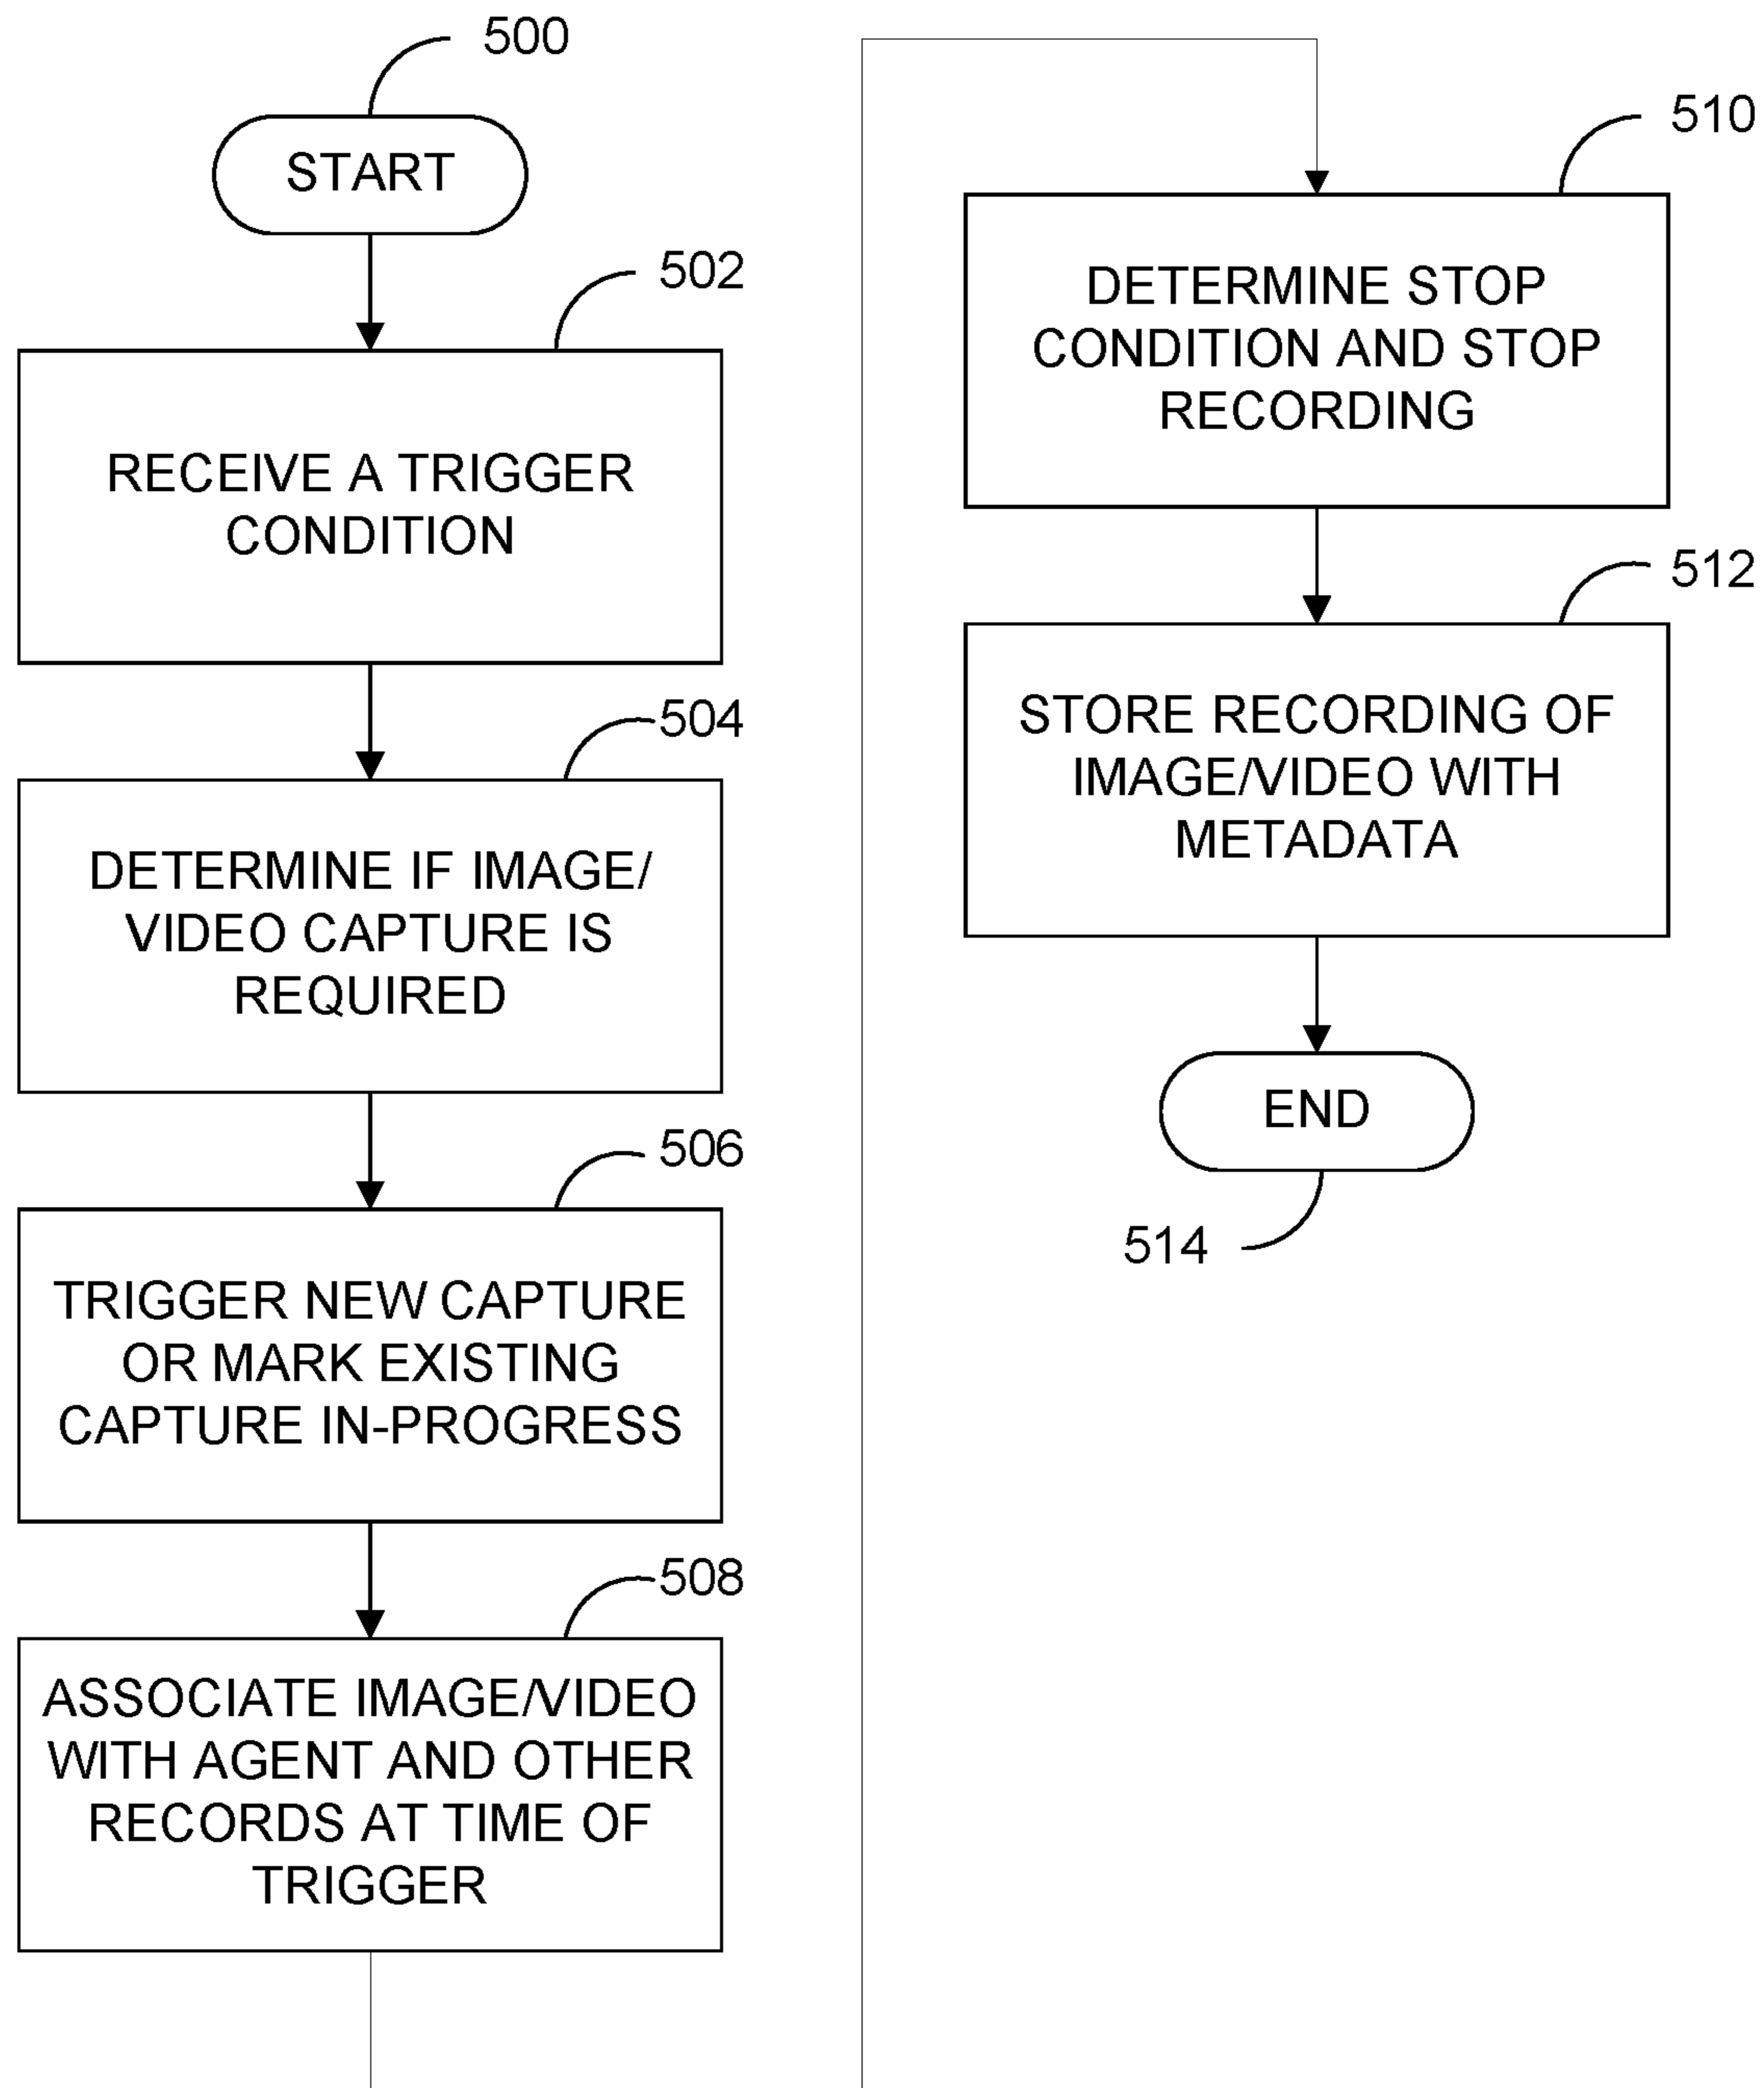 500
START
502
RECEIVE A TRIGGER
CONDITION
504
DETERMINE IF IMAGE/
VIDEO CAPTURE IS
REQUIRED
506
TRIGGER NEW CAPTURE
OR MARK EXISTING
CAPTURE IN-PROGRESS
508
ASSOCIATE IMAGE/VIDEO
WITH AGENT AND OTHER
RECORDS AT TIME OF
TRIGGER
510
DETERMINE STOP
CONDITION AND STOP
RECORDING
512
STORE RECORDING OF
IMAGE/VIDEO WITH
METADATA
END
514